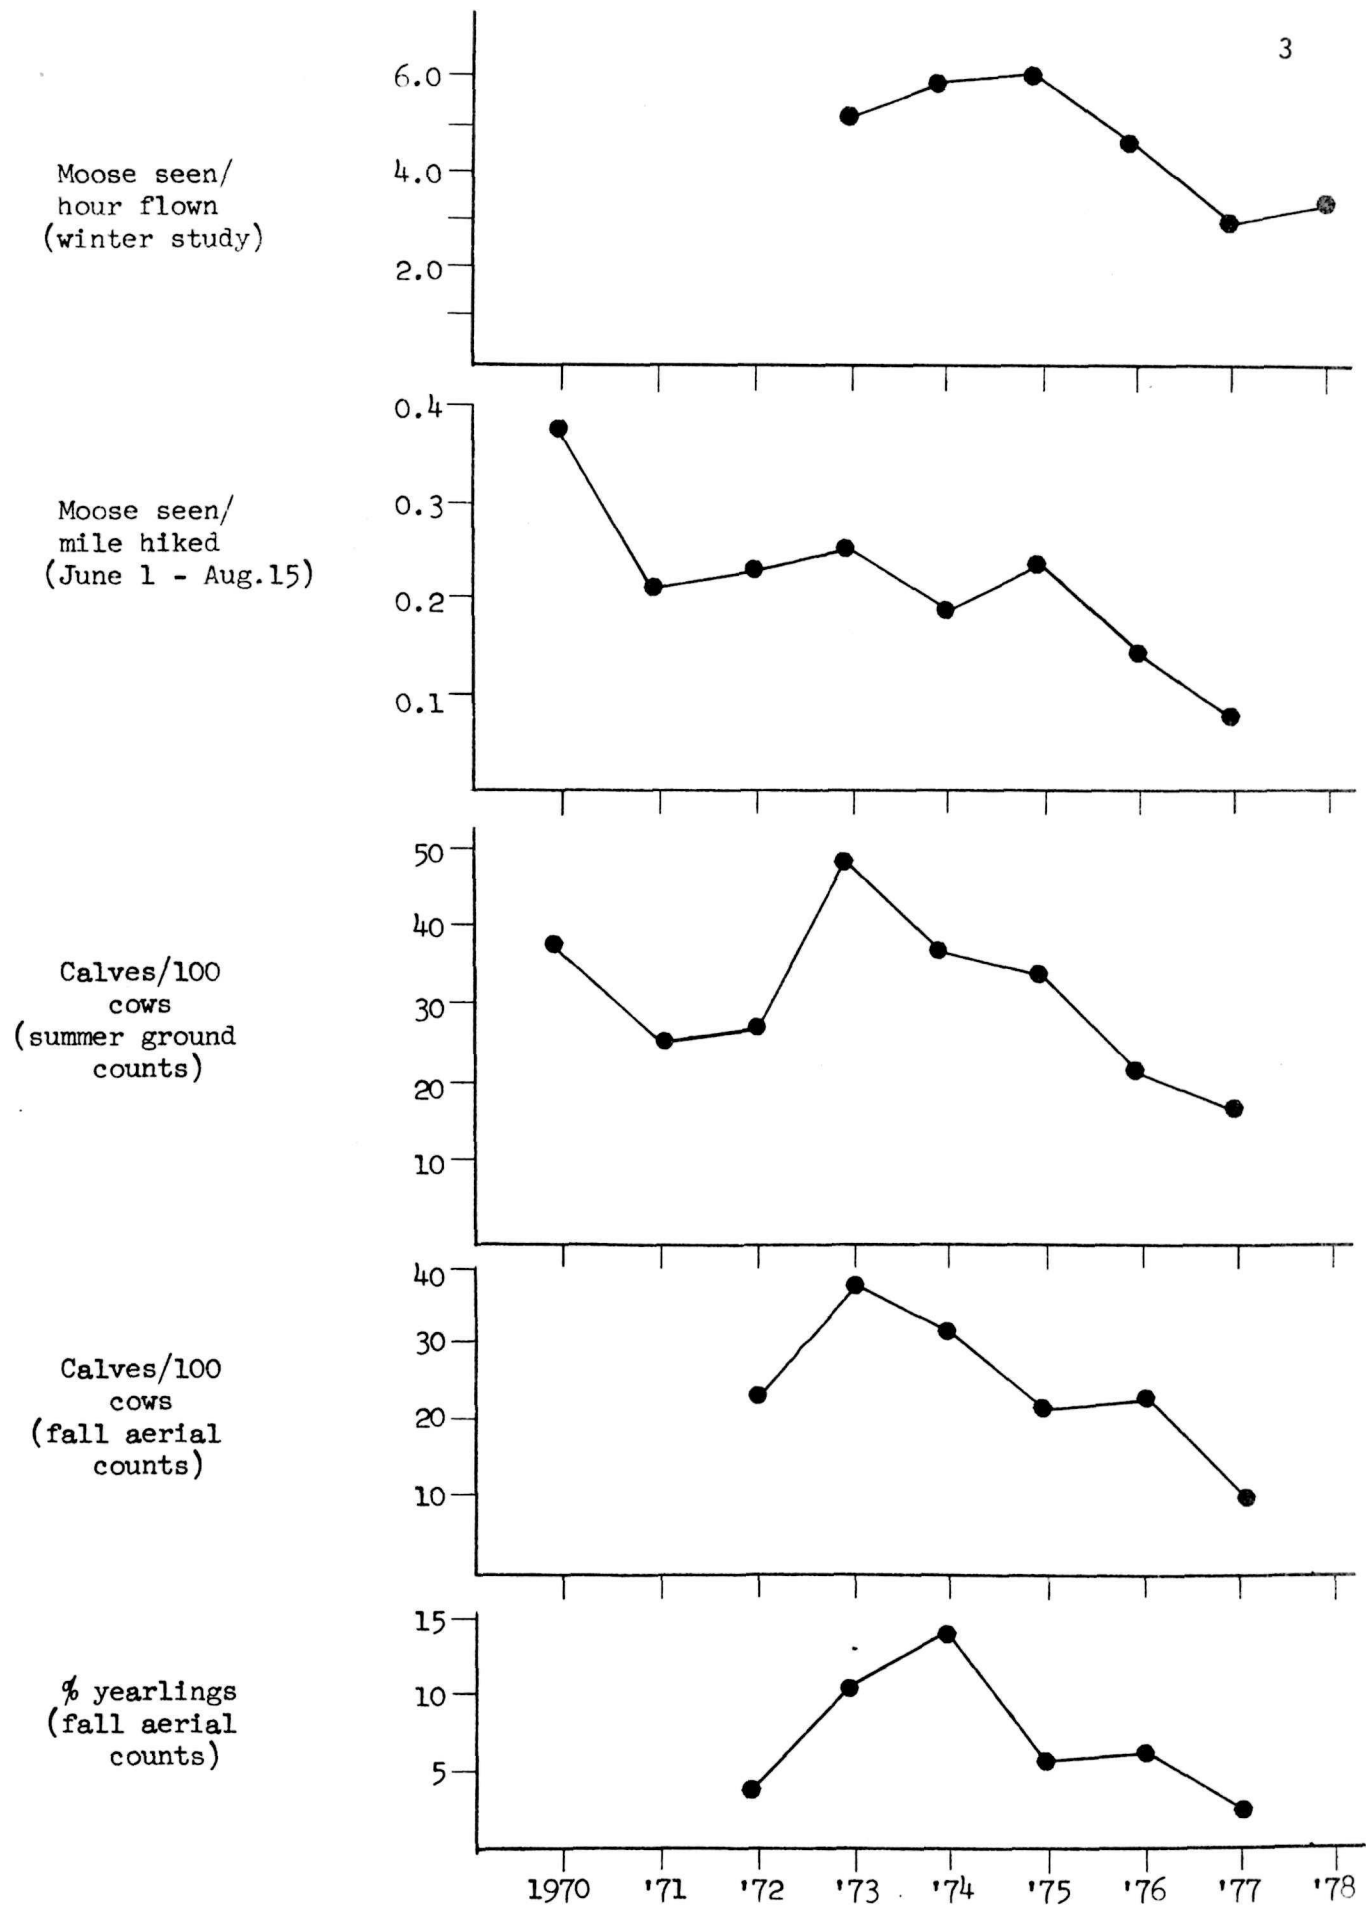 3
6.0
4.0
2.0
Moose seen/
hour flown
(winter study)
0.4
0.3
0.2
0.1
Moose seen/
mile hiked
(June 1 - Aug.15)
50
40
30
20
10
Calves/100
cows
(summer ground
counts)
40
30
20
10
Calves/100
cows
(fall aerial
counts)
15
10
5
% yearlings
(fall aerial
counts)
1970 '71 '72 '73 '74 '75 '76 '77 '78